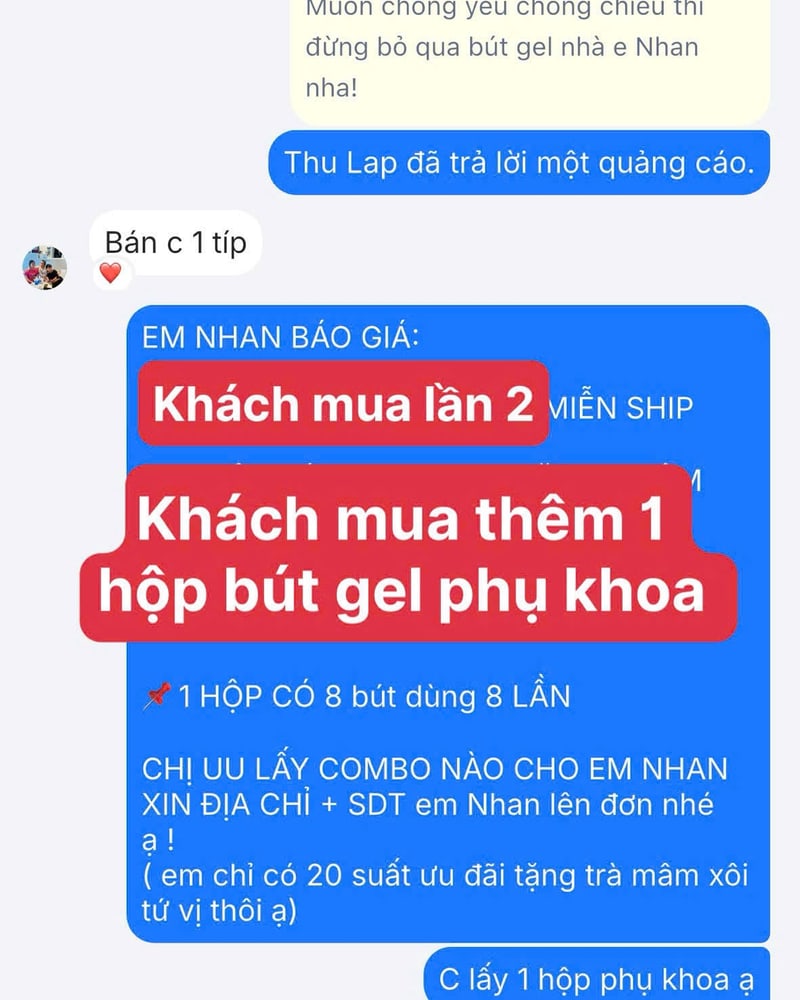 Muốn chồng yêu chồng chiều thì
đừng bỏ qua bút gel nhà e Nhan
nha!
Thu Lap đã trả lời một quảng cáo.
Bán c 1 típ
EM NHAN BÁO GIÁ:
Khách mua lần 2 MIỄN SHIP
Khách mua thêm 1
hộp bút gel phụ khoa
1 HỘP CÓ 8 bút dùng 8 LẦN
CHỊ UU LẤY COMBO NÀO CHO EM NHAN
XIN ĐỊA CHỈ + SDT em Nhan lên đơn nhé
ạ !
( em chỉ có 20 suất ưu đãi tặng trà mâm xôi
tứ vị thôi ạ)
C lấy 1 hộp phụ khoa ạ